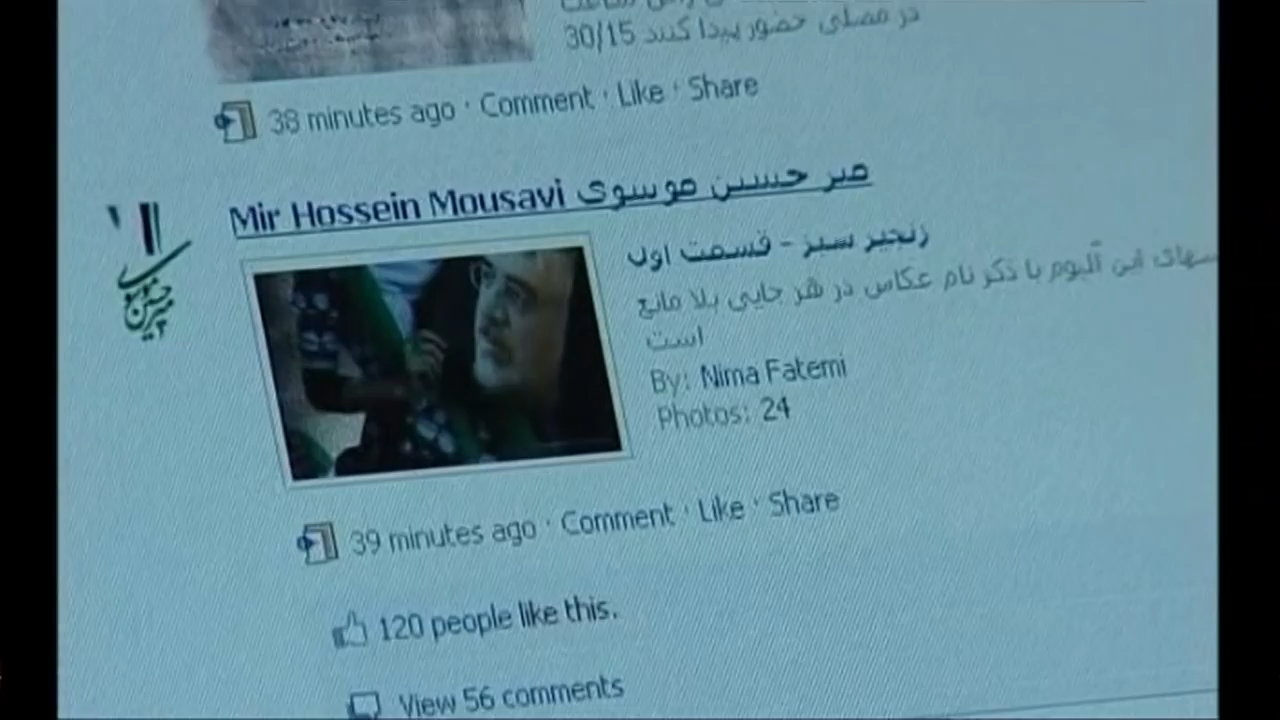 در مصلی حضور پیدا کنند 30/15
38 minutes ago · Comment · Like · Share
Mir Hossein Mousavi میر حسین موسوی
زنجیر سبز - قسمت اول
این آلبوم با ذکر نام عکاس در هر جایی بلا مانع
است
By: Nima Fatemi
Photos: 24
39 minutes ago · Comment · Like · Share
120 people like this.
View 56 comments